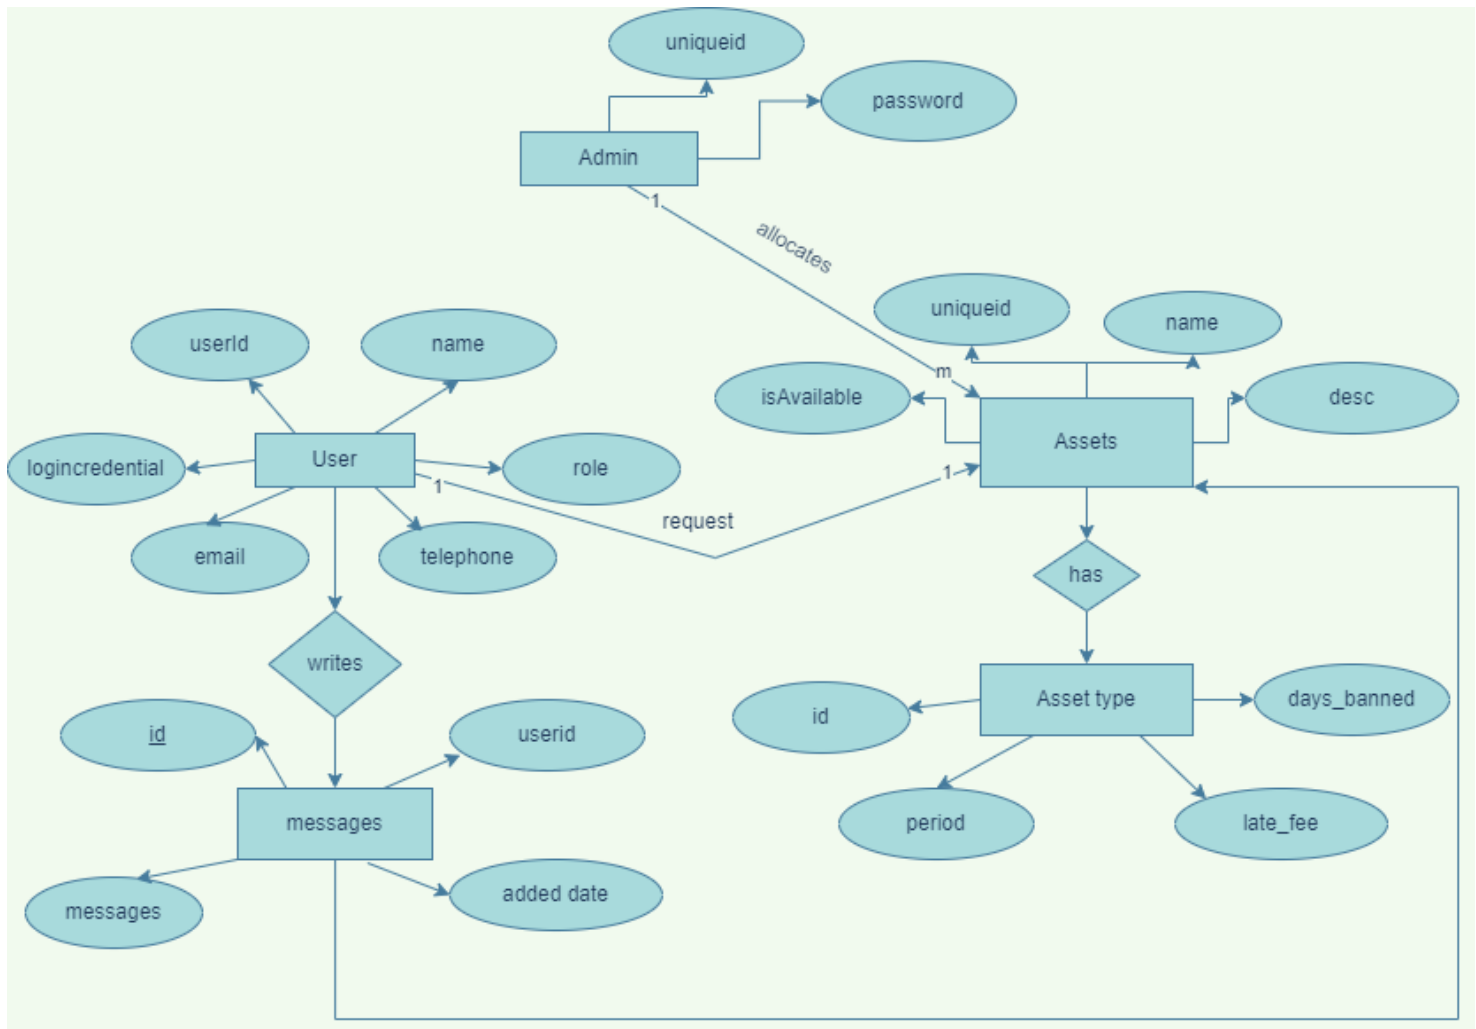 uniqueid
password
Admin
1
allocates
uniqueid
name
userId
name
m
isAvailable
desc
Assets
User
logincredential
role
1
1
request
email
telephone
has
writes
Asset type
days_banned
id
id
userid
messages
period
late_fee
added date
messages